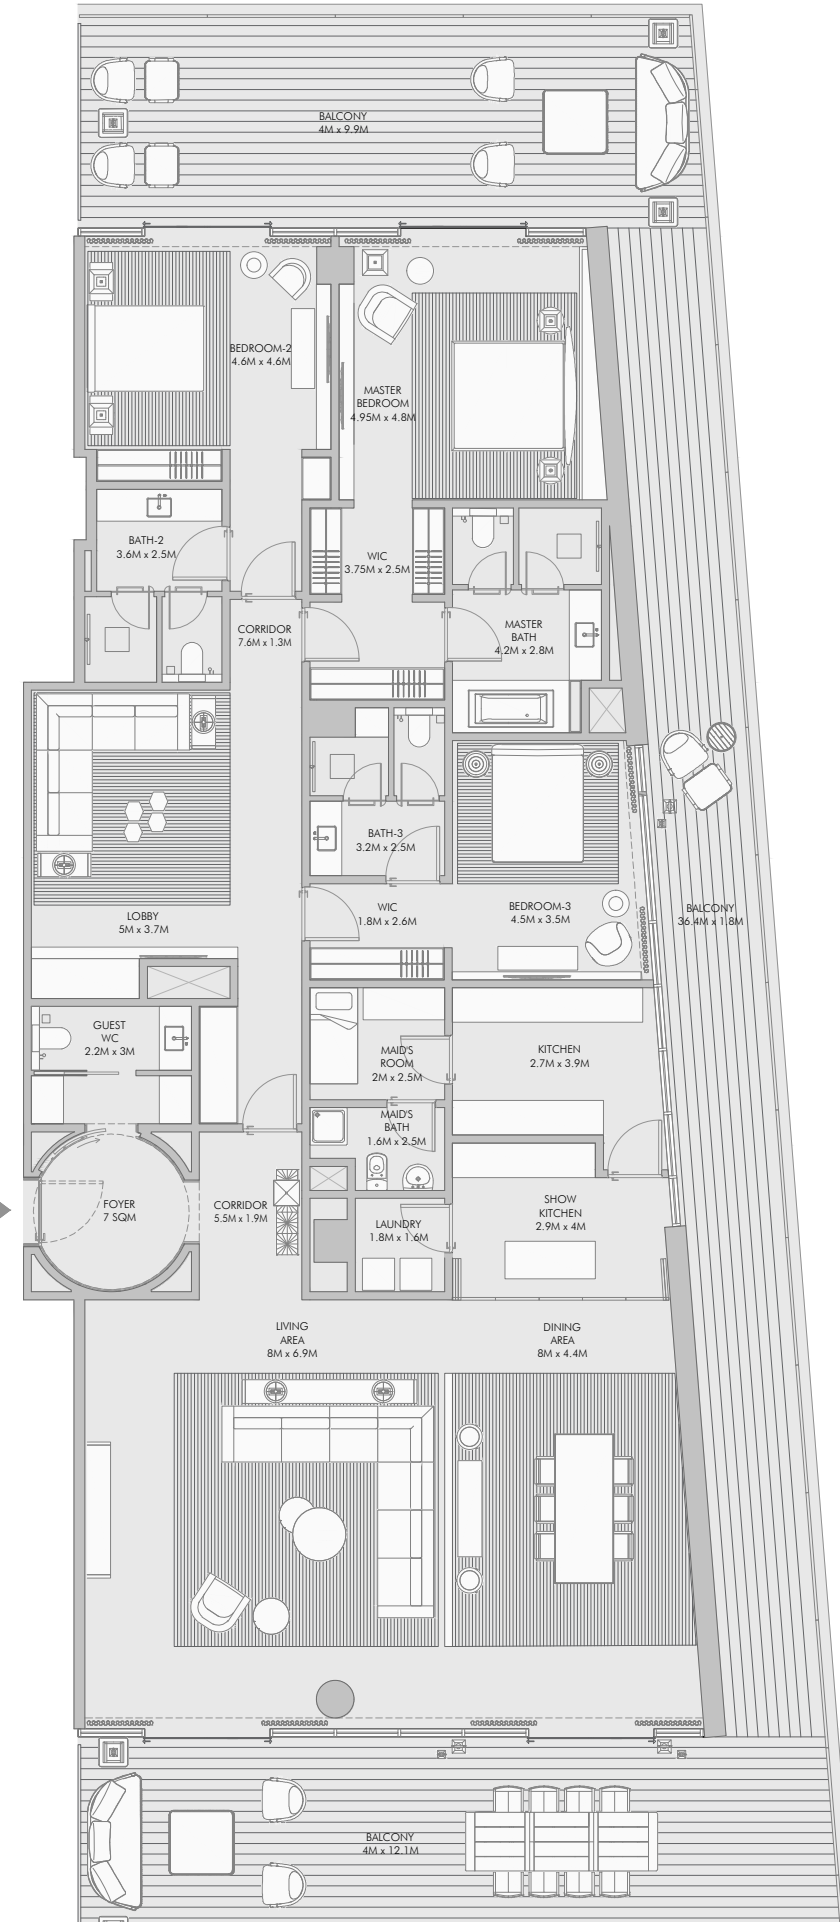 BALCONY
4M x 9.9M
BEDROOM-2
4.6M x 4.6M
MASTER
BEDROOM
4.95M x 4.8M
BATH-2
3.6M x 2.5M
WIC
3.75M x 2.5M
CORRIDOR
7.6M x 1.3M
MASTER
BATH
4.2M x 2.8M
BATH-3
3.2M x 2.5M
LOBBY
5M x 3.7M
WIC
1.8M x 2.6M
BEDROOM-3
4.5M x 3.5M
BALCONY
36.4M x 1.8M
GUEST
WC
2.2M x 3M
MAID'S
ROOM
2M x 2.5M
KITCHEN
2.7M x 3.9M
MAID'S
BATH
1.6M x 2.5M
FOYER
7 SQM
CORRIDOR
5.5M x 1.9M
LAUNDRY
1.8M x 1.6M
SHOW
KITCHEN
2.9M x 4M
LIVING
AREA
8M x 6.9M
DINING
AREA
8M x 4.4M
BALCONY
4M x 12.1M